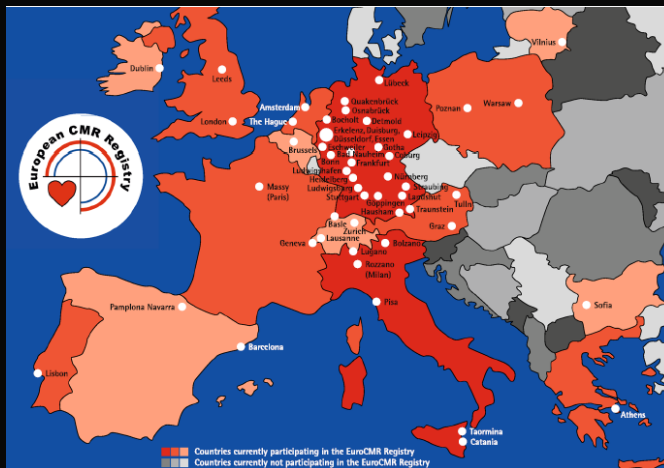 European CMR Registry
Vilnius
Dublin
Leeds
London
Lübeck
Amsterdam
The Hague
Quakenbrück
Osnabrück
Bocholt
Detmold
Erkelenz, Duisburg,
Düsseldorf, Essen
Leipzig
Poznan
Warsaw
Brussels
Eschweiler
Gotha
Bad Nauheim
Coburg
Bonn
Frankfurt
Ludwigshafen
Heidelberg
Nürnberg
Ludwigsburg
Straubing
Stuttgart
Landshut
Göppingen
Tulln
Hausham
Traunstein
Massy
(Paris)
Basle
Zurich
Graz
Lausanne
Geneva
Bolzano
Lugano
Rozzano
(Milan)
Pisa
Pamplona Navarra
Sofia
Barcelona
Lisbon
Athens
Taormina
Catania
Countries currently participating in the EuroCMR Registry
Countries currently not participating in the EuroCMR Registry